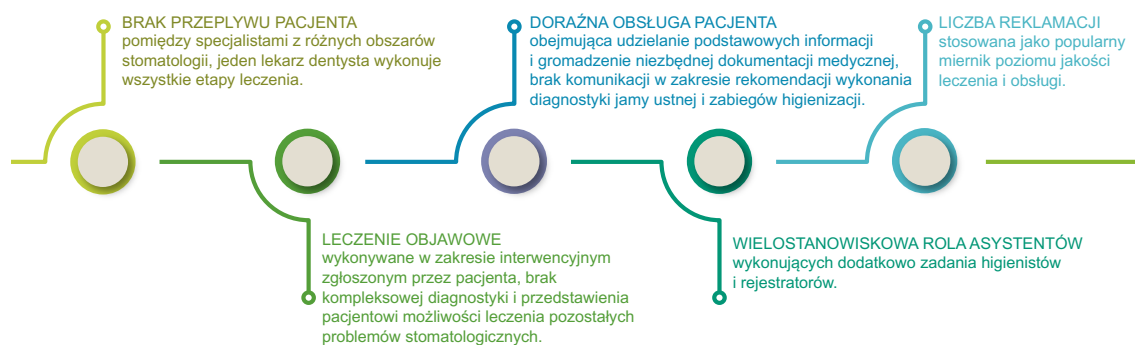 BRAK PRZEPŁYWU PACJENTA
pomiędzy specjalistami z różnych obszarów
stomatologii, jeden lekarz dentysta wykonuje
wszystkie etapy leczenia.
LECZENIE OBJAWOWE
wykonywane w zakresie interwencyjnym
zgłoszonym przez pacjenta, brak
kompleksowej diagnostyki i przedstawienia
pacjentowi możliwości leczenia pozostałych
problemów stomatologicznych.
DORAŹNA OBSŁUGA PACJENTA
obejmująca udzielanie podstawowych informacji
i gromadzenie niezbędnej dokumentacji medycznej,
brak komunikacji w zakresie rekomendacji wykonania
diagnostyki jamy ustnej i zabiegów higienizacji.
WIELOSTANOWISKOWA ROLA ASYSTENTÓW
wykonujących dodatkowo zadania higienistów
i rejestratorów.
LICZBA REKLAMACJI
stosowana jako popularny
miernik poziomu jakości
leczenia i obsługi.